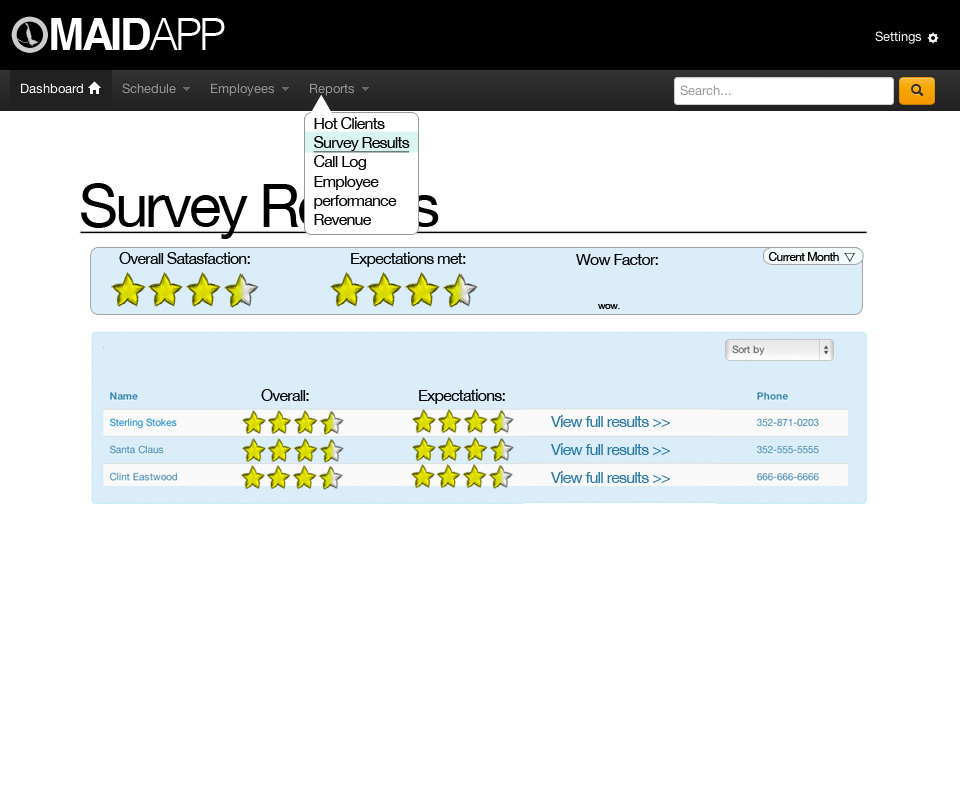 MAIDAPP
Settings
Dashboard Schedule Employees Reports Search...
Hot Clients
Survey Results
Call Log
Employee
performance
Revenue
Survey Re s
Overall Satasfaction: Expectations met: Wow Factor: Current Month
wow.
Sort by
Name Overall: Expectations: Phone
Sterling Stokes View full results >> 352-871-0203
Santa Claus View full results >> 352-555-5555
Clint Eastwood View full results >> 666-666-6666